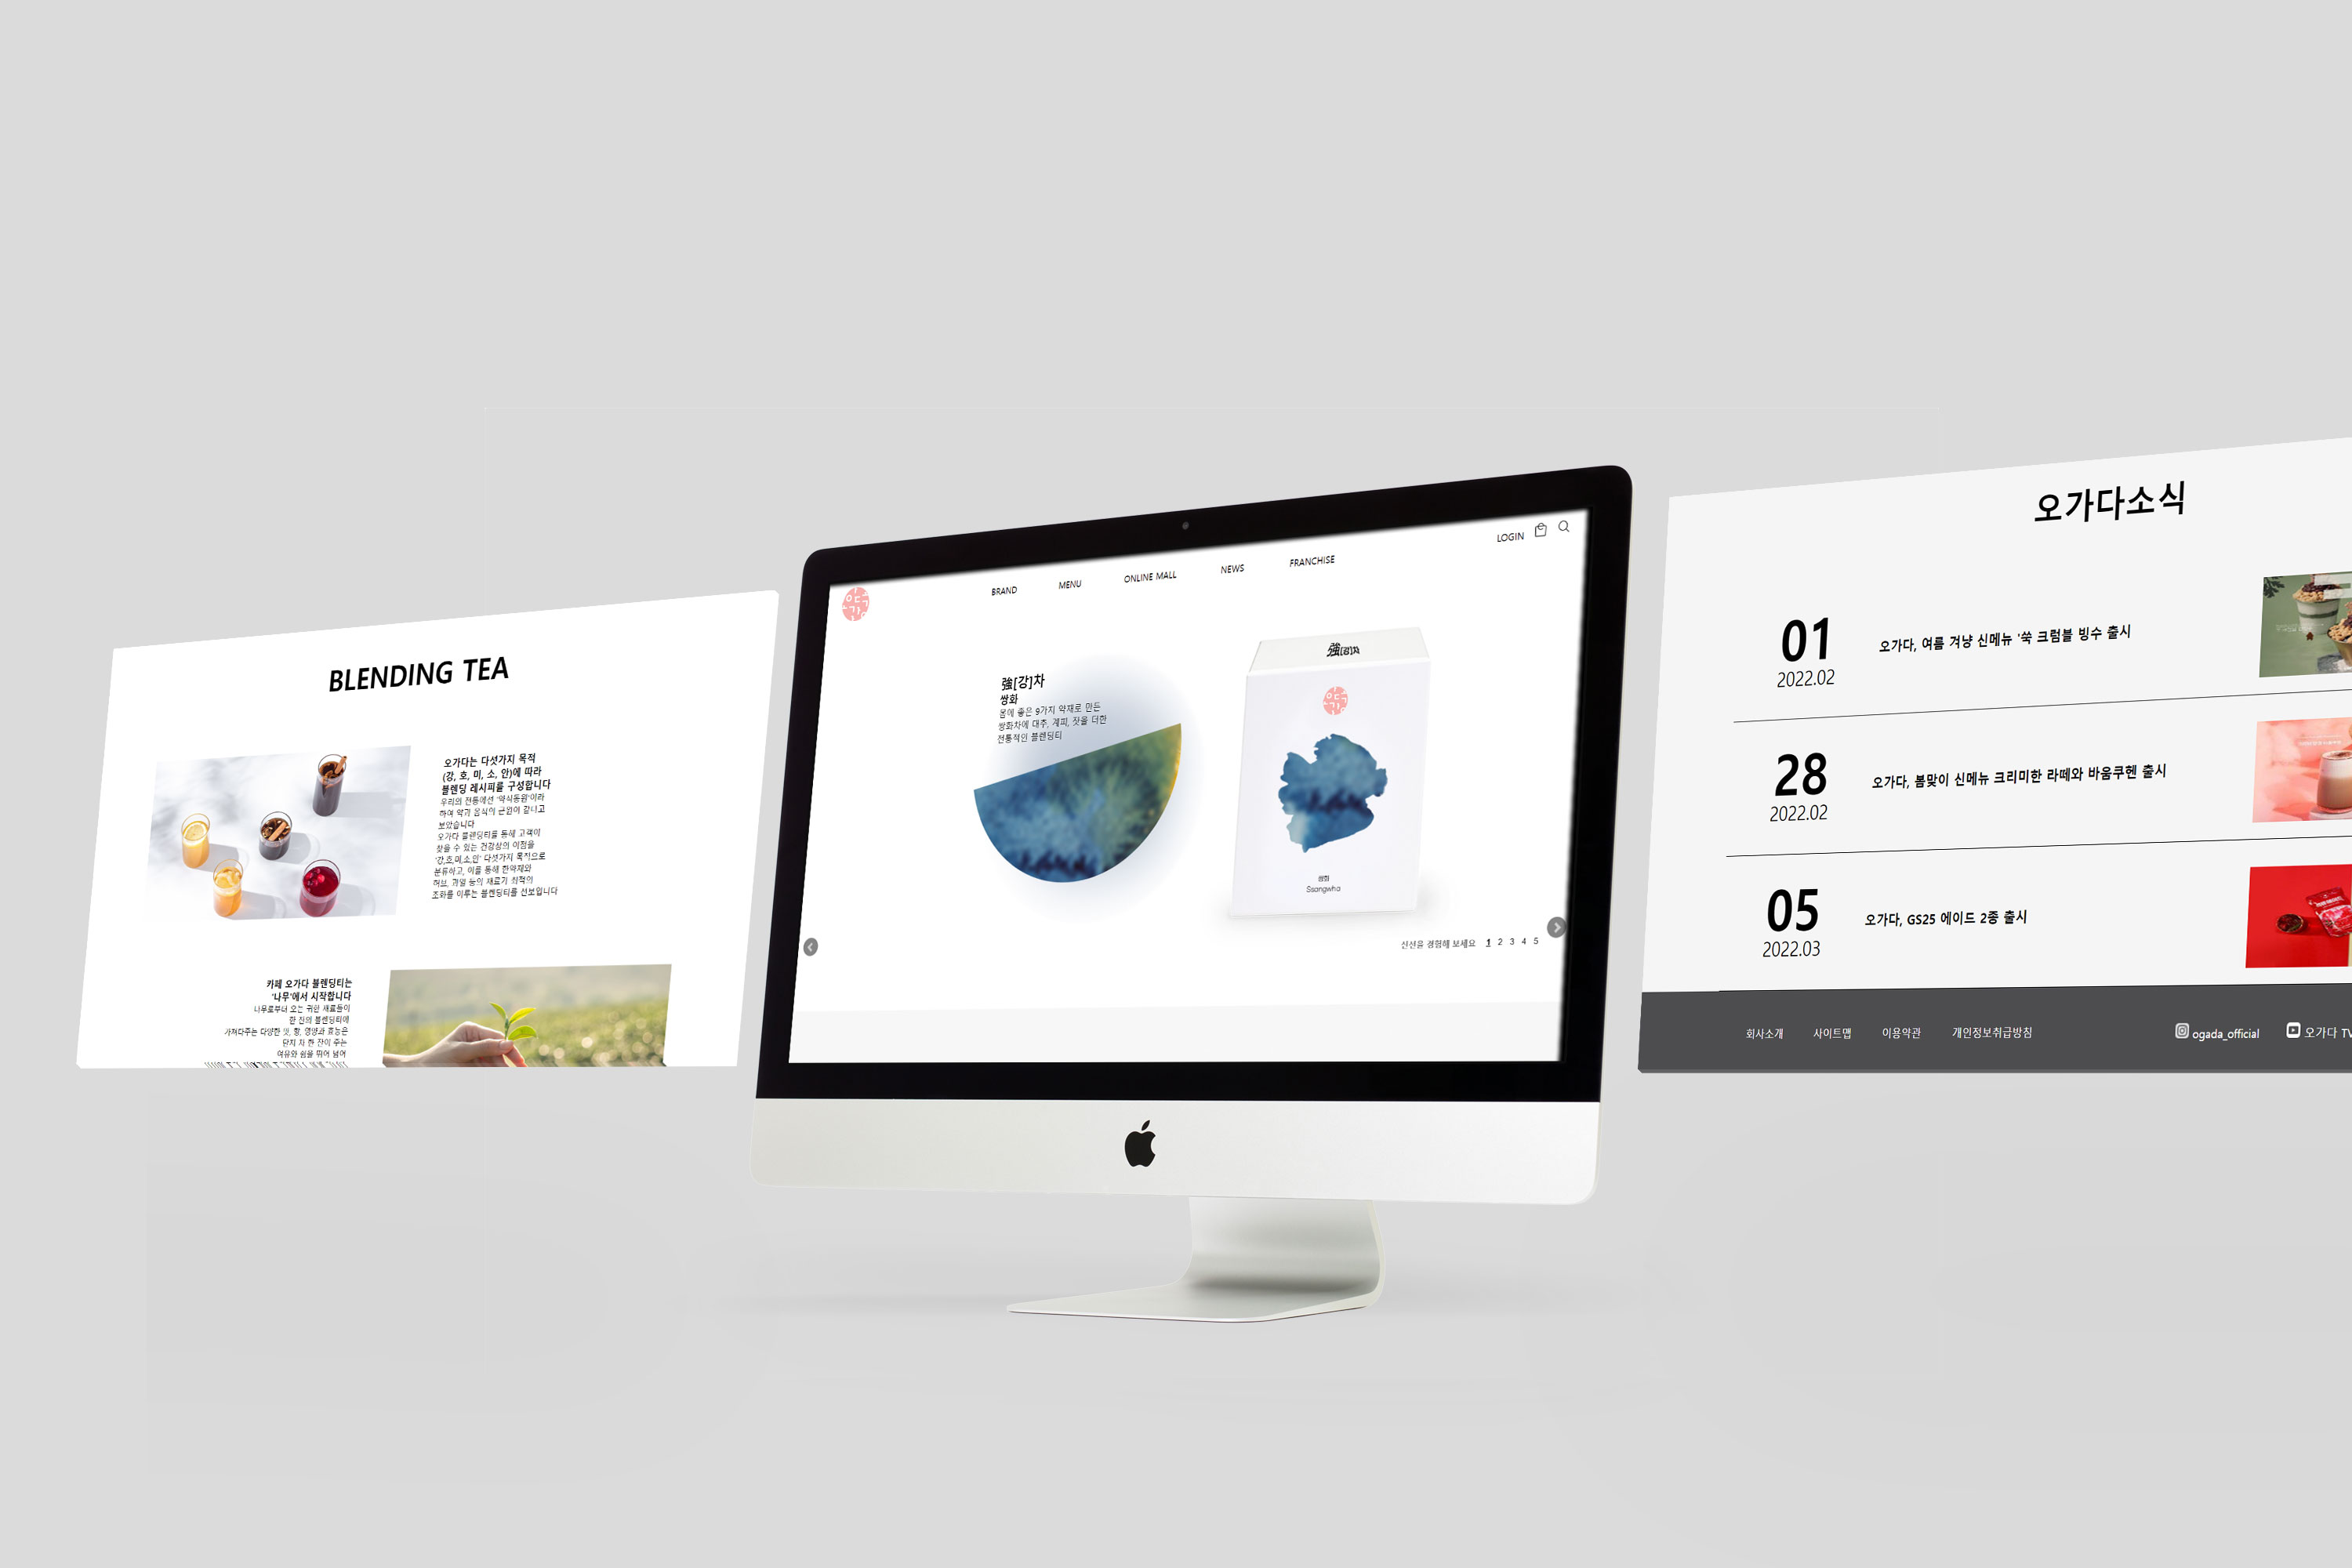 BLENDING TEA
오가다는 다섯가지 목적
(강, 호, 미, 소, 안)에 따라
블렌딩 레시피를 구성합니다
우리의 전통에선 '약식동원'이라
하여 약과 음식의 근원이 같다고
보았습니다
오가다 블렌딩티를 통해 고객이
찾을 수 있는 건강상의 이점을
'강,호,미,소,안' 다섯가지 목적으로
분류하고, 이를 통해 한약재와
허브, 과일 등의 재료가 최적의
조화를 이루는 블렌딩티를 선보입니다
카페 오가다 블렌딩티는
'나무'에서 시작합니다
나무로부터 오는 귀한 재료들이
한 잔의 블렌딩티에
가져다주는 다양한 맛, 향, 영양과 효능은
단지 차 한 잔이 주는
여유와 쉼을 뛰어 넘어
LOGIN
BRAND
MENU
ONLINE MALL
NEWS
FRANCHISE
強[강]차
쌍화
몸에 좋은 9가지 약재로 만든
쌍화차에 대추, 계피, 잣을 더한
전통적인 블렌딩티
強[강]차
쌍화
Ssangwha
신선을 경험해 보세요 1 2 3 4 5
오가다소식
01
2022.02
오가다, 여름 겨냥 신메뉴 '쑥 크럼블 빙수 출시
28
2022.02
오가다, 봄맞이 신메뉴 크리미한 라떼와 바움쿠헨 출시
05
2022.03
오가다, GS25 에이드 2종 출시
회사소개 사이트맵 이용약관 개인정보취급방침
ogada_official 오가다 TV